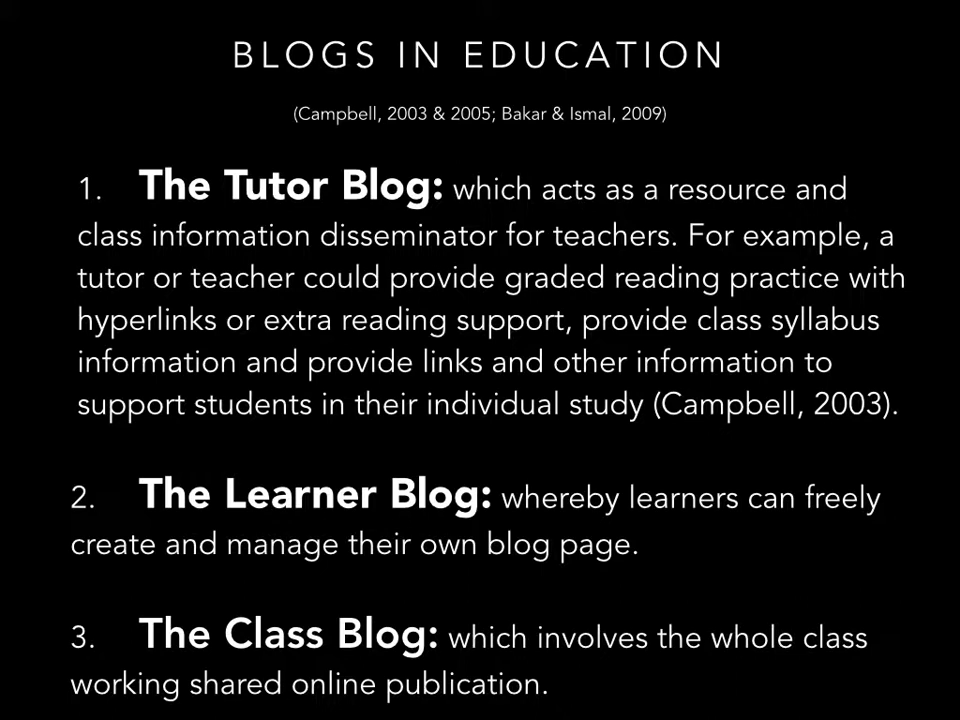 BLOGS IN EDUCATION
(Campbell, 2003 & 2005; Bakar & Ismal, 2009)
1. The Tutor Blog: which acts as a resource and
class information disseminator for teachers. For example, a
tutor or teacher could provide graded reading practice with
hyperlinks or extra reading support, provide class syllabus
information and provide links and other information to
support students in their individual study (Campbell, 2003).
2. The Learner Blog: whereby learners can freely
create and manage their own blog page.
3. The Class Blog: which involves the whole class
working shared online publication.